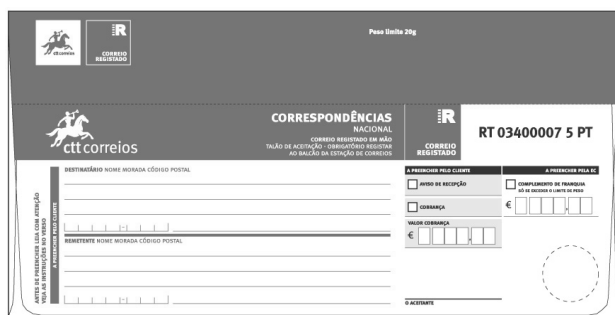 Peso limite 20g
ctt correios
R
CORREIO
REGISTADO
ctt correios
CORRESPONDÊNCIAS
NACIONAL
CORREIO REGISTADO EM MÃO
TALÃO DE ACEITAÇÃO - OBRIGATÓRIO REGISTAR
AO BALCÃO DA ESTAÇÃO DE CORREIOS
R
CORREIO
REGISTADO
RT 03400007 5 PT
ANTES DE PREENCHER LEIA COM ATENÇÃO
VEJA AS INSTRUÇÕES NO VERSO
A PREENCHER PELO CLIENTE
DESTINATÁRIO NOME MORADA CÓDIGO POSTAL
REMETENTE NOME MORADA CÓDIGO POSTAL
A PREENCHER PELO CLIENTE
AVISO DE RECEPÇÃO
COBRANÇA
VALOR COBRANÇA
€ ,
A PREENCHER PELA EC
COMPLEMENTO DE FRANQUIA
SÓ SE EXCEDER O LIMITE DE PESO
€ ,
O ACEITANTE